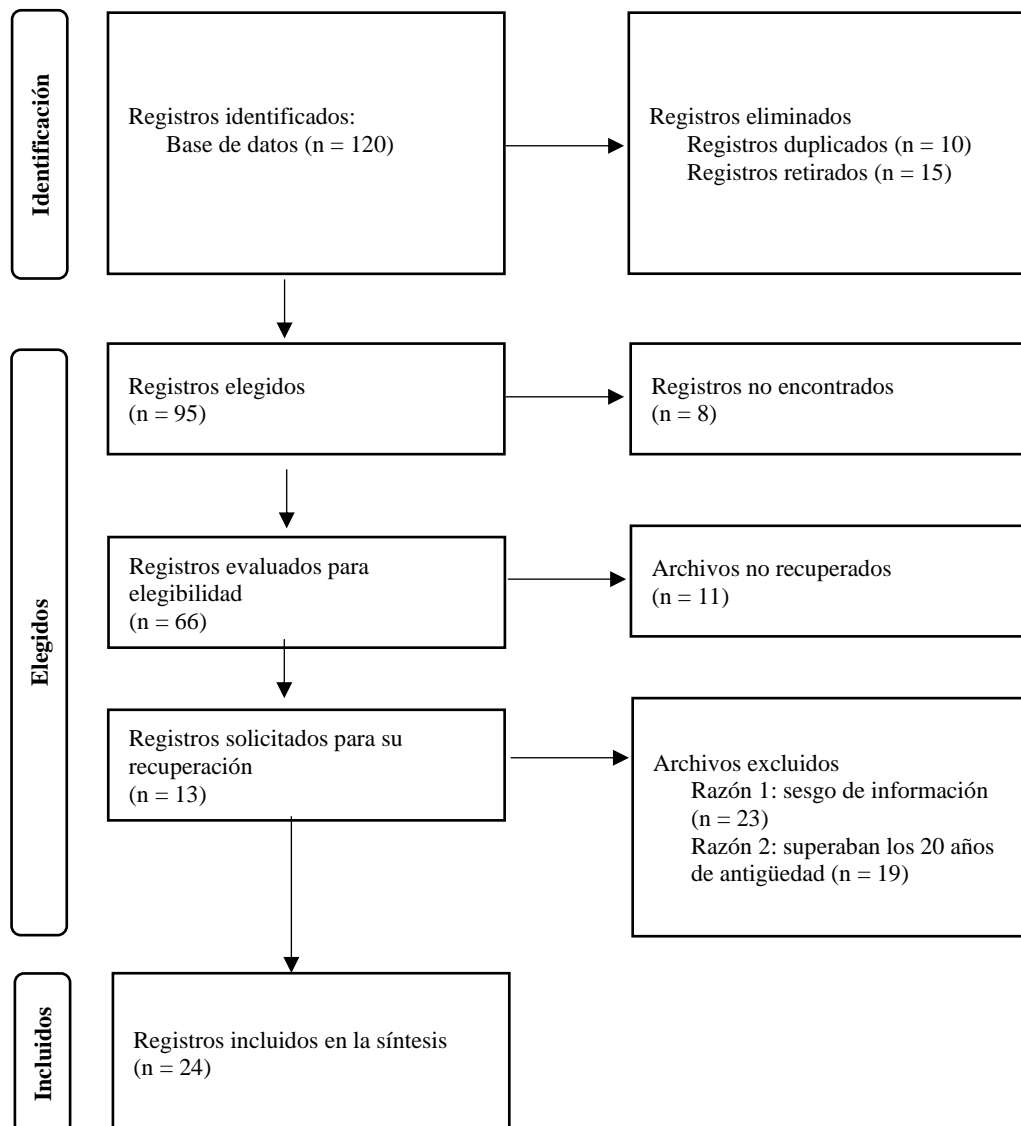 Identificación
Registros identificados:
Base de datos (n = 120)
Registros eliminados
Registros duplicados (n = 10)
Registros retirados (n = 15)
Elegidos
Registros elegidos
(n = 95)
Registros no encontrados
(n = 8)
Registros evaluados para
elegibilidad
(n = 66)
Archivos no recuperados
(n = 11)
Registros solicitados para su
recuperación
(n = 13)
Archivos excluidos
Razón 1: sesgo de información
(n = 23)
Razón 2: superaban los 20 años
de antigüedad (n = 19)
Incluidos
Registros incluidos en la síntesis
(n = 24)